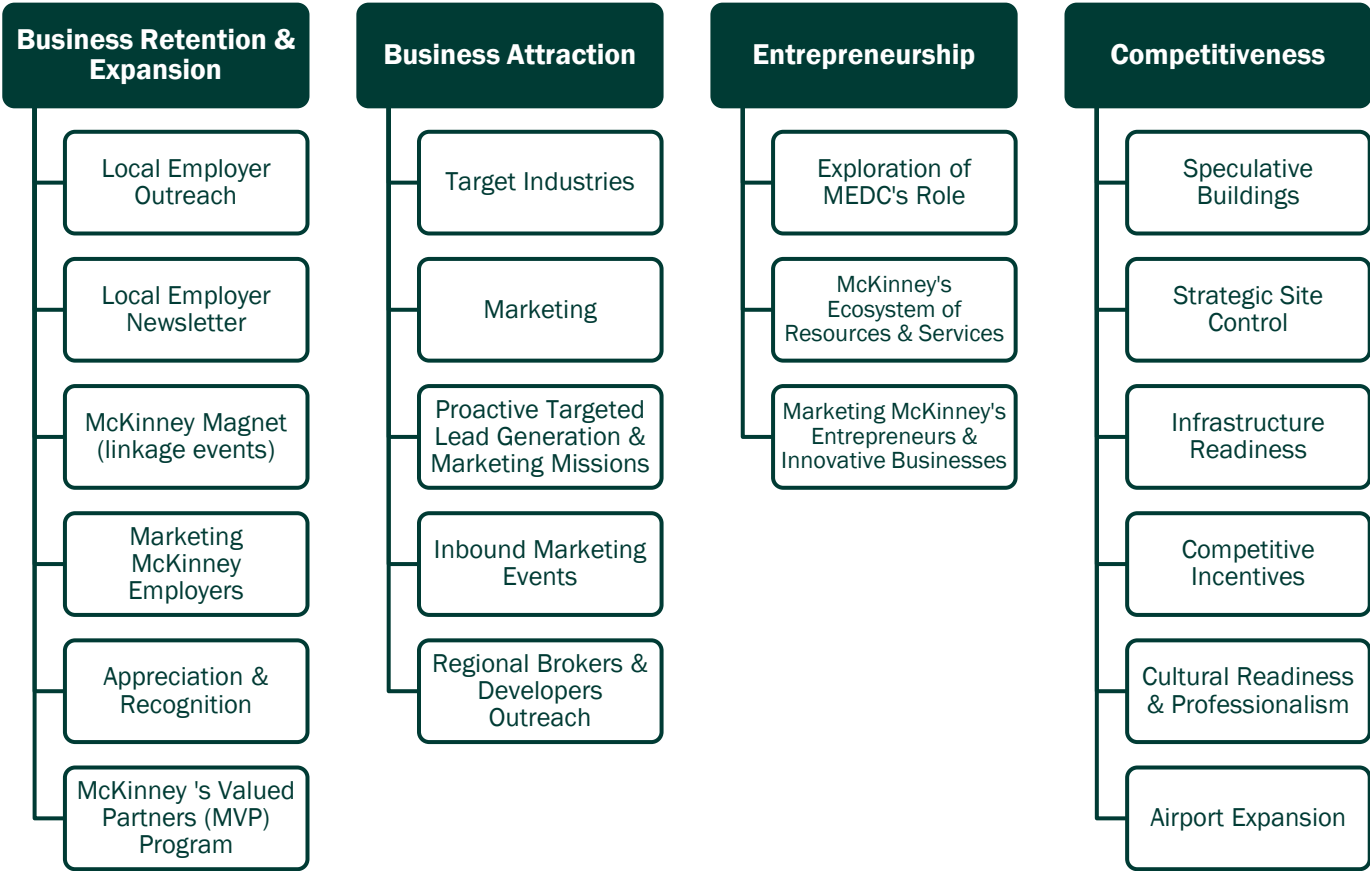 Business Retention &
Expansion
Local Employer
Outreach
Local Employer
Newsletter
McKinney Magnet
(linkage events)
Marketing
McKinney
Employers
Appreciation &
Recognition
McKinney 's Valued
Partners (MVP)
Program
Business Attraction
Target Industries
Marketing
Proactive Targeted
Lead Generation &
Marketing Missions
Inbound Marketing
Events
Regional Brokers &
Developers
Outreach
Entrepreneurship
Exploration of
MEDC's Role
McKinney's
Ecosystem of
Resources & Services
Marketing McKinney's
Entrepreneurs &
Innovative Businesses
Competitiveness
Speculative
Buildings
Strategic Site
Control
Infrastructure
Readiness
Competitive
Incentives
Cultural Readiness
& Professionalism
Airport Expansion